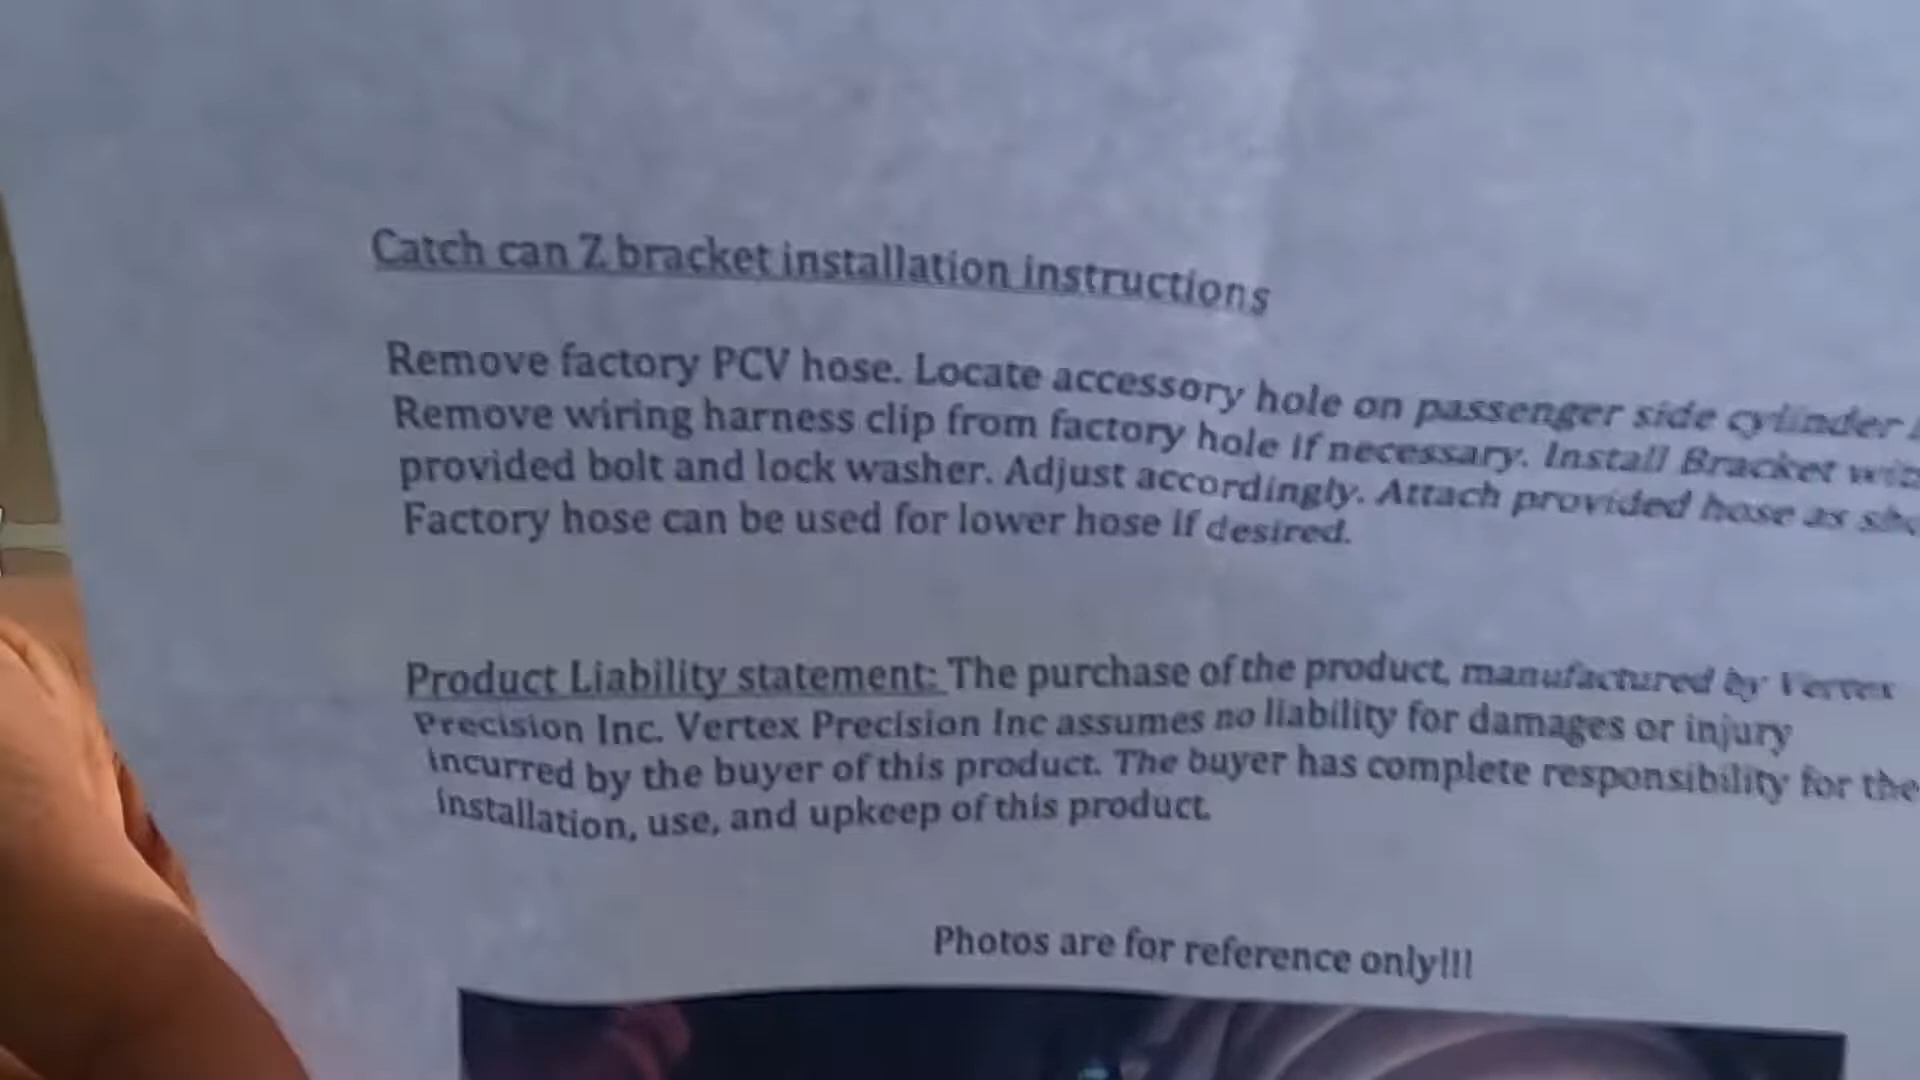 Catch can Z bracket installation instructions
Remove factory PCV hose. Locate accessory hole on passenger side cylinder
Remove wiring harness clip from factory hole if necessary. Install Bracket
provided bolt and lock washer. Adjust accordingly. Attach provided hose as
Factory hose can be used for lower hose if desired.
Product Liability statement: The purchase of the product, manufactured by Vertex
Precision Inc. Vertex Precision Inc assumes no liability for damages or injury
incurred by the buyer of this product. The buyer has complete responsibility for the
installation, use, and upkeep of this product.
Photos are for reference only!!!